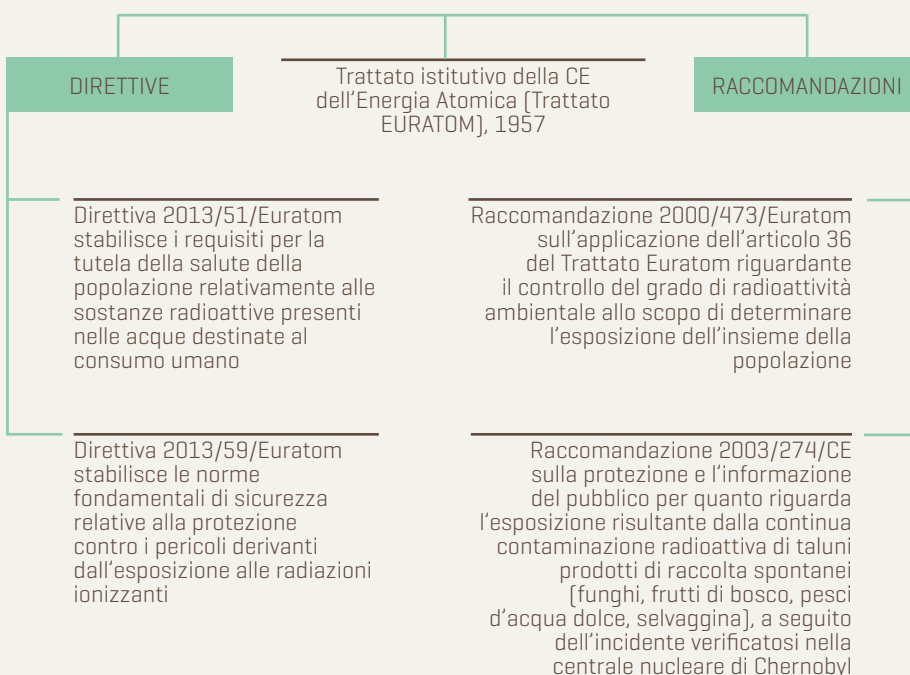 DIRETTIVE
Trattato istitutivo della CE
dell'Energia Atomica (Trattato
EURATOM), 1957
RACCOMANDAZIONI
Direttiva 2013/51/Euratom
stabilisce i requisiti per la
tutela della salute della
popolazione relativamente alle
sostanze radioattive presenti
nelle acque destinate al
consumo umano
Raccomandazione 2000/473/Euratom
sull'applicazione dell'articolo 36
del Trattato Euratom riguardante
il controllo del grado di radioattività
ambientale allo scopo di determinare
l'esposizione dell'insieme della
popolazione
Direttiva 2013/59/Euratom
stabilisce le norme
fondamentali di sicurezza
relative alla protezione
contro i pericoli derivanti
dall'esposizione alle radiazioni
ionizzanti
Raccomandazione 2003/274/CE
sulla protezione e l'informazione
del pubblico per quanto riguarda
l'esposizione risultante dalla continua
contaminazione radioattiva di taluni
prodotti di raccolta spontanei
(funghi, frutti di bosco, pesci
d'acqua dolce, selvaggina), a seguito
dell'incidente verificatosi nella
centrale nucleare di Chernobyl